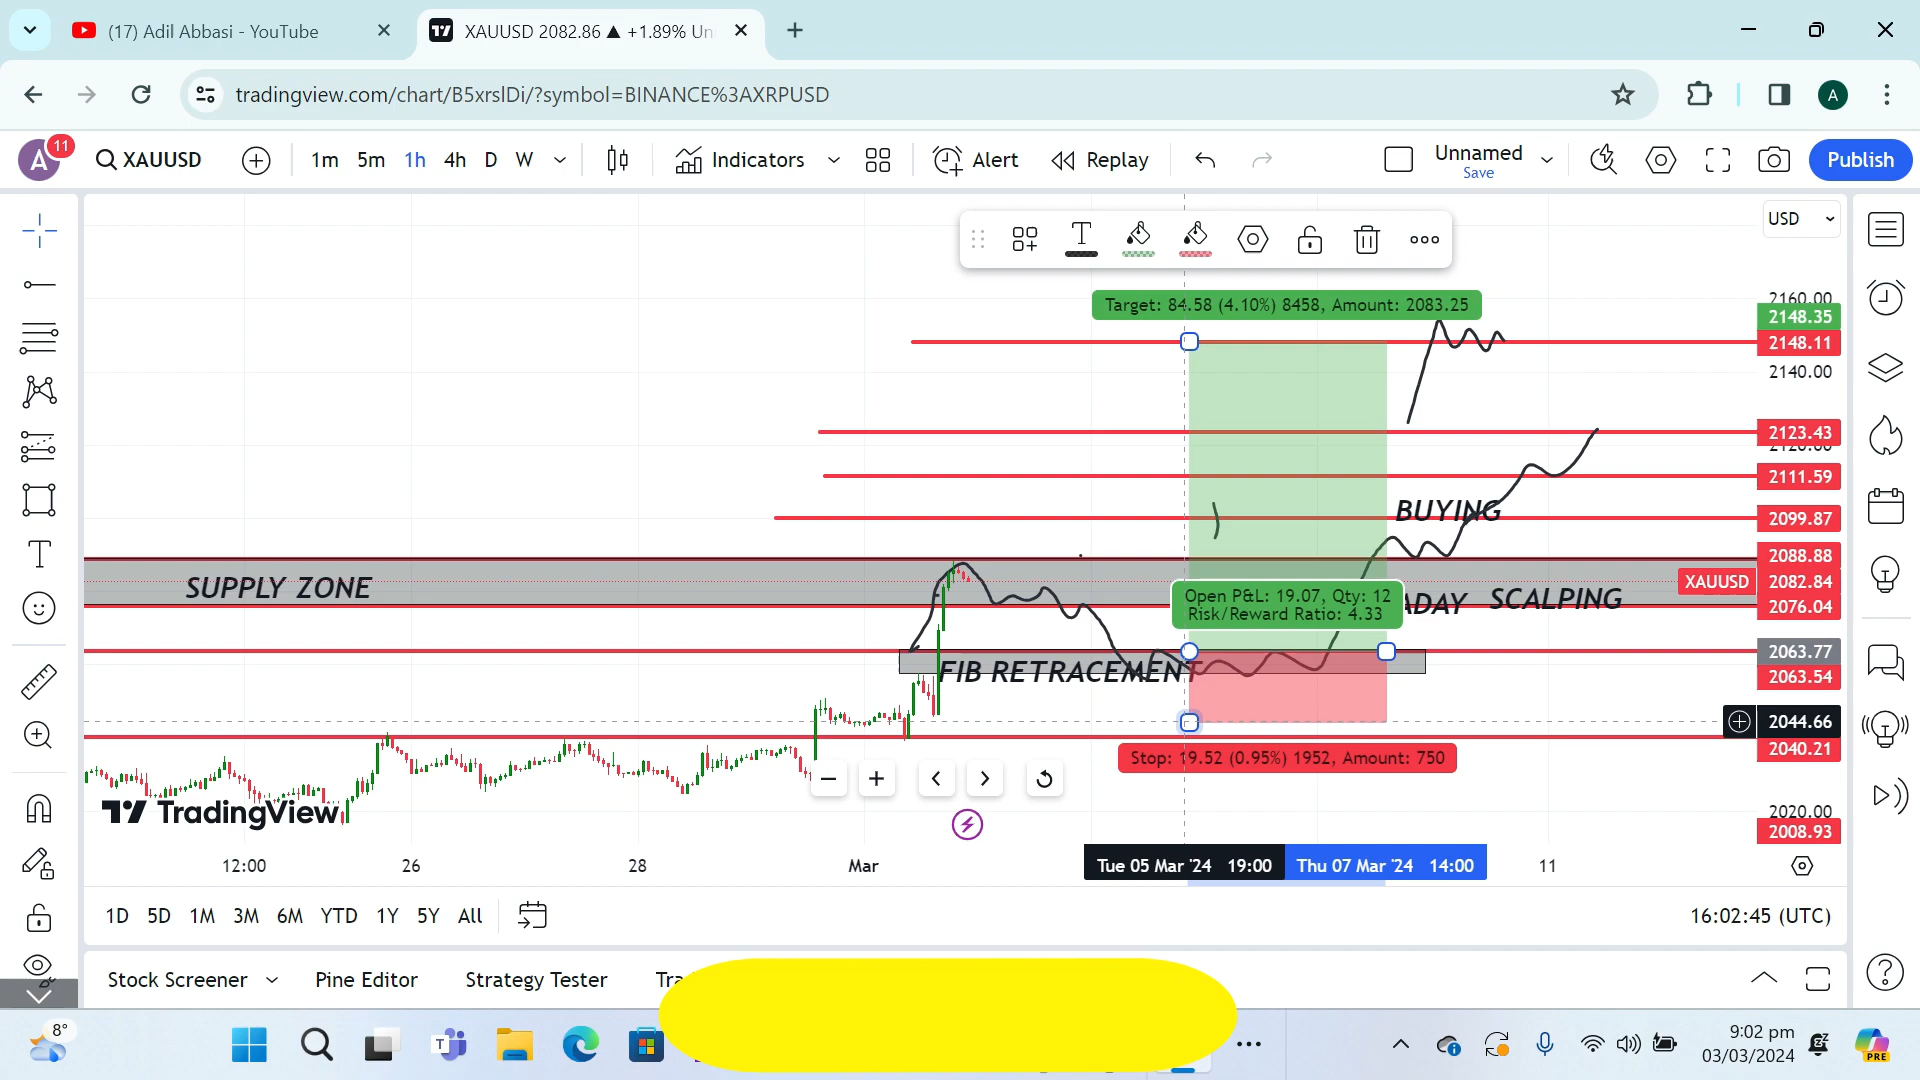 (17) Adil Abbasi - YouTube
XAUUSD 2082.86 ▲ +1.89% Un
tradingview.com/chart/B5xrslDi/?symbol=BINANCE%3AXRPUSD
A
A 11 XAUUSD 1m 5m 1h 4h D W Indicators Alert Replay Unnamed Save Publish
USD
T
Target: 84.58 (4.10%) 8458, Amount: 2083.25
2160.00
2148.35
2148.11
2140.00
2123.43
2120.00
2111.59
BUYING
2099.87
2088.88
SUPPLY ZONE
XAUUSD 2082.84
Open P&L: 19.07, Qty: 12
Risk/Reward Ratio: 4.33
ADAY SCALPING
2076.04
2063.77
FIB RETRACEMENT
2063.54
2044.66
2040.21
Stop: 19.52 (0.95%) 1952, Amount: 750
TradingView
2020.00
2008.93
12:00 26 28 Mar Tue 05 Mar '24 19:00 Thu 07 Mar '24 14:00 11
1D 5D 1M 3M 6M YTD 1Y 5Y All
16:02:45 (UTC)
Stock Screener Pine Editor Strategy Tester Tra
8°
9:02 pm
03/03/2024
PRE